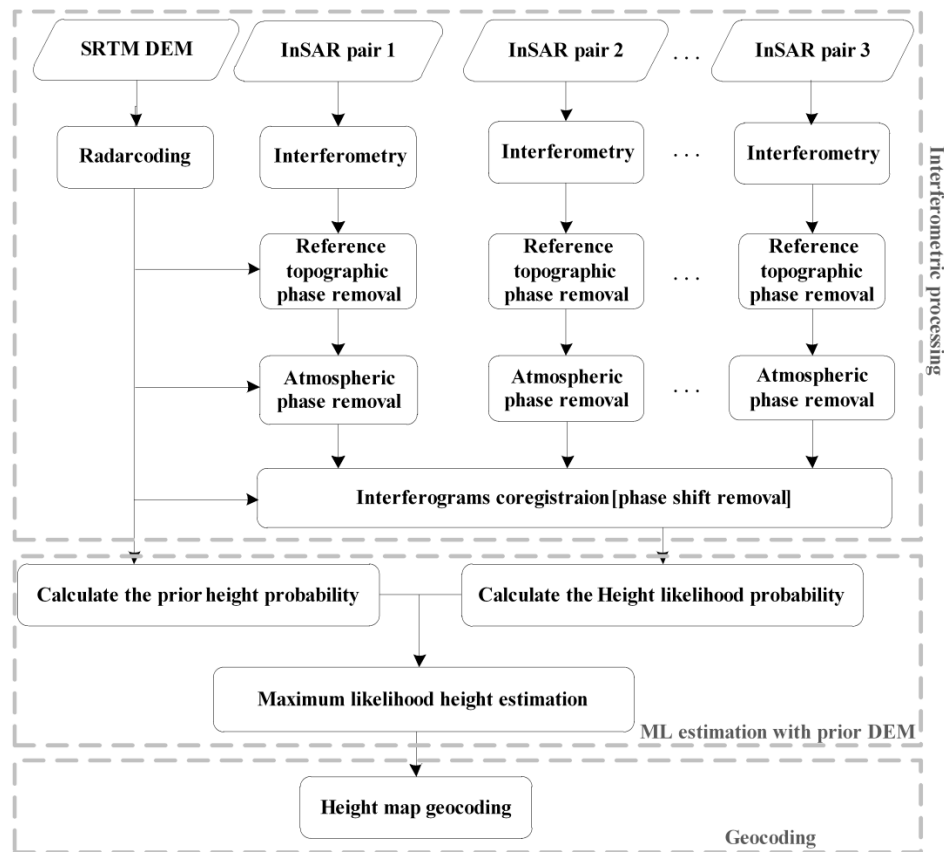 SRTM DEM
InSAR pair 1
InSAR pair 2
. . .
InSAR pair 3
Radarcoding
Interferometry
Interferometry
. . .
Interferometry
Reference
topographic
phase removal
Reference
topographic
phase removal
. . .
Reference
topographic
phase removal
Atmospheric
phase removal
Atmospheric
phase removal
. . .
Atmospheric
phase removal
Interferograms coregistraion[phase shift removal]
Interferometric processing
Calculate the prior height probability
Calculate the Height likelihood probability
Maximum likelihood height estimation
ML estimation with prior DEM
Height map geocoding
Geocoding